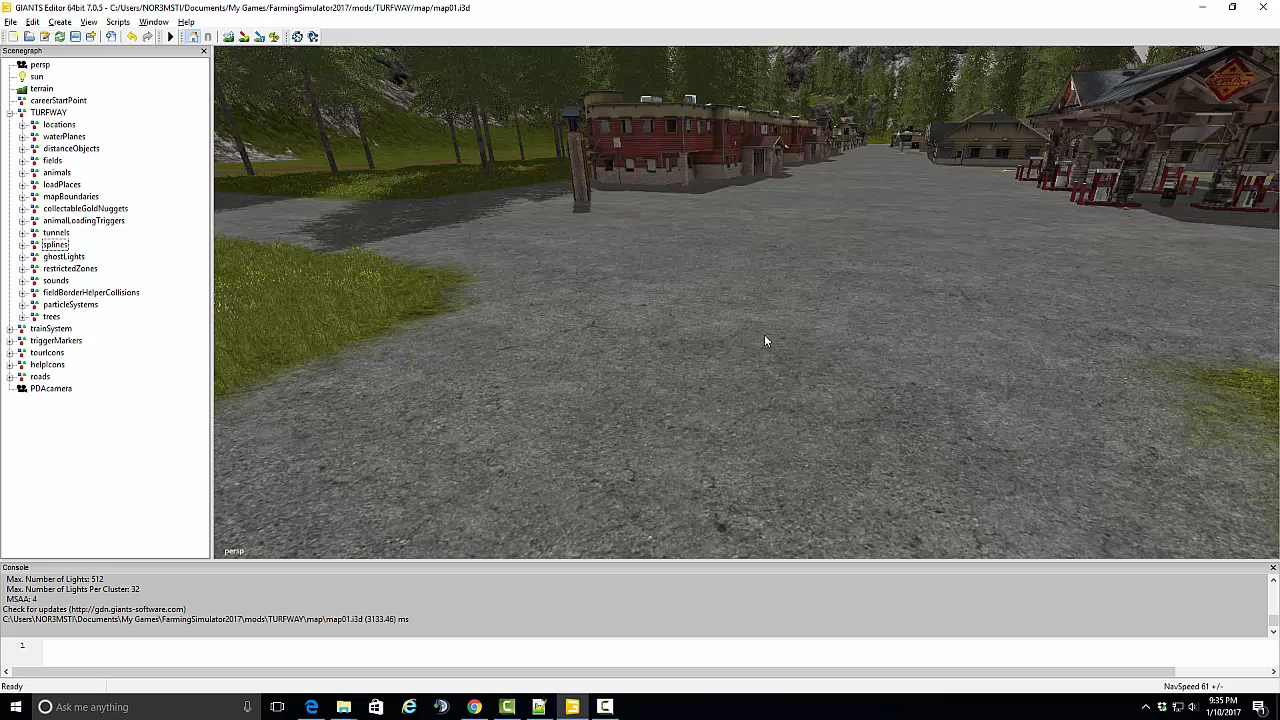 GIANTS Editor 64bit 7.0.5 - C:/Users/NOR3MSTI/Documents/My Games/FarmingSimulator2017/mods/TURFWAY/map/map01.i3d
File Edit Create View Scripts Window Help
Scenegraph
persp
sun
terrain
careerStartPoint
TURFWAY
locations
waterPlanes
distanceObjects
fields
animals
loadPlaces
mapBoundaries
collectableGoldNuggets
animalLoadingTriggers
tunnels
splines
ghostLights
restrictedZones
sounds
fieldBorderHelperCollisions
particleSystems
trees
trainSystem
triggerMarkers
tourIcons
helpIcons
roads
PDAcamera
persp
Console
Max. Number of Lights: 512
Max. Number of Lights Per Cluster: 32
MSAA: 4
Check for updates (http://gdn.giants-software.com)
C:\Users\NOR3MSTI\Documents\My Games\FarmingSimulator2017\mods\TURFWAY\map\map01.i3d (3133.46) ms
1
Ready
NavSpeed 61 +/-
Ask me anything
9:35 PM
1/10/2017